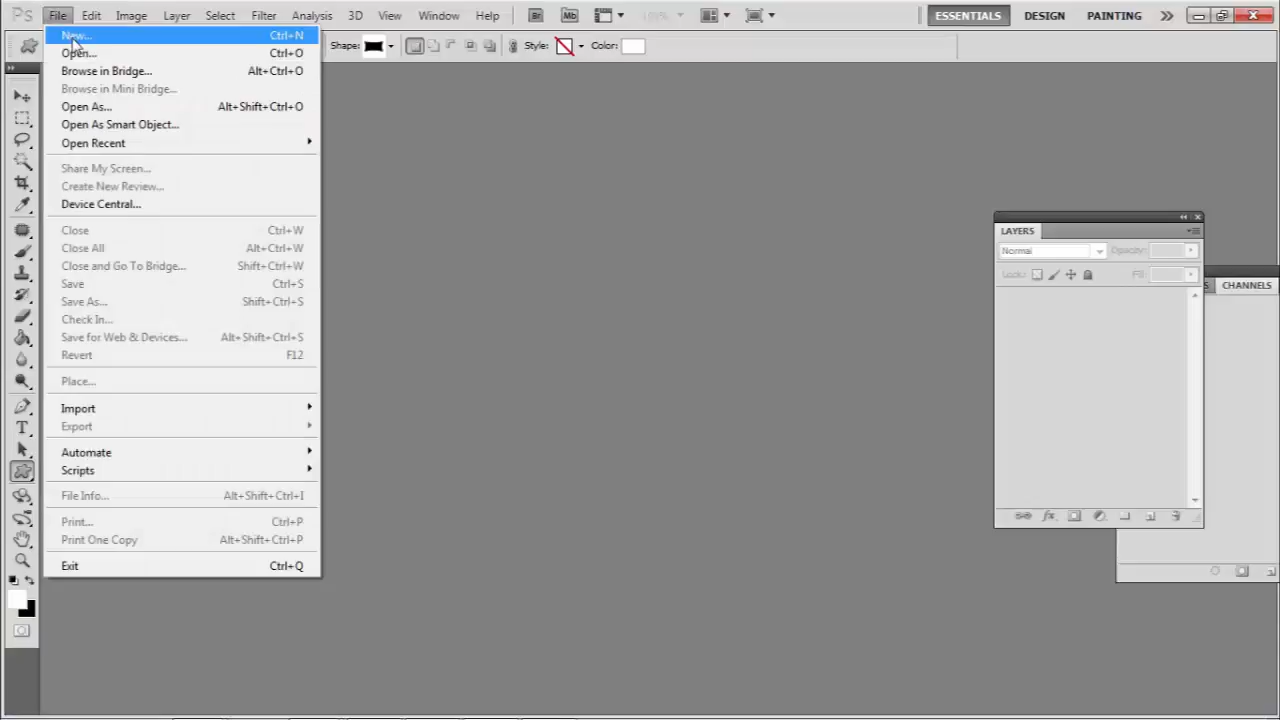 Ps File Edit Image Layer Select Filter Analysis 3D View Window Help Br Mb 100% ESSENTIALS DESIGN PAINTING
Shape: Style: Color:
New... Ctrl+N
Open... Ctrl+O
Browse in Bridge... Alt+Ctrl+O
Browse in Mini Bridge...
Open As... Alt+Shift+Ctrl+O
Open As Smart Object...
Open Recent
Share My Screen...
Create New Review...
Device Central...
Close Ctrl+W
Close All Alt+Ctrl+W
Close and Go To Bridge... Shift+Ctrl+W
Save Ctrl+S
Save As... Shift+Ctrl+S
Check In...
Save for Web & Devices... Alt+Shift+Ctrl+S
Revert F12
Place...
Import
Export
Automate
Scripts
File Info... Alt+Shift+Ctrl+I
Print... Ctrl+P
Print One Copy Alt+Shift+Ctrl+P
Exit Ctrl+Q
LAYERS
Normal Opacity:
Lock: Fill:
CHANNELS